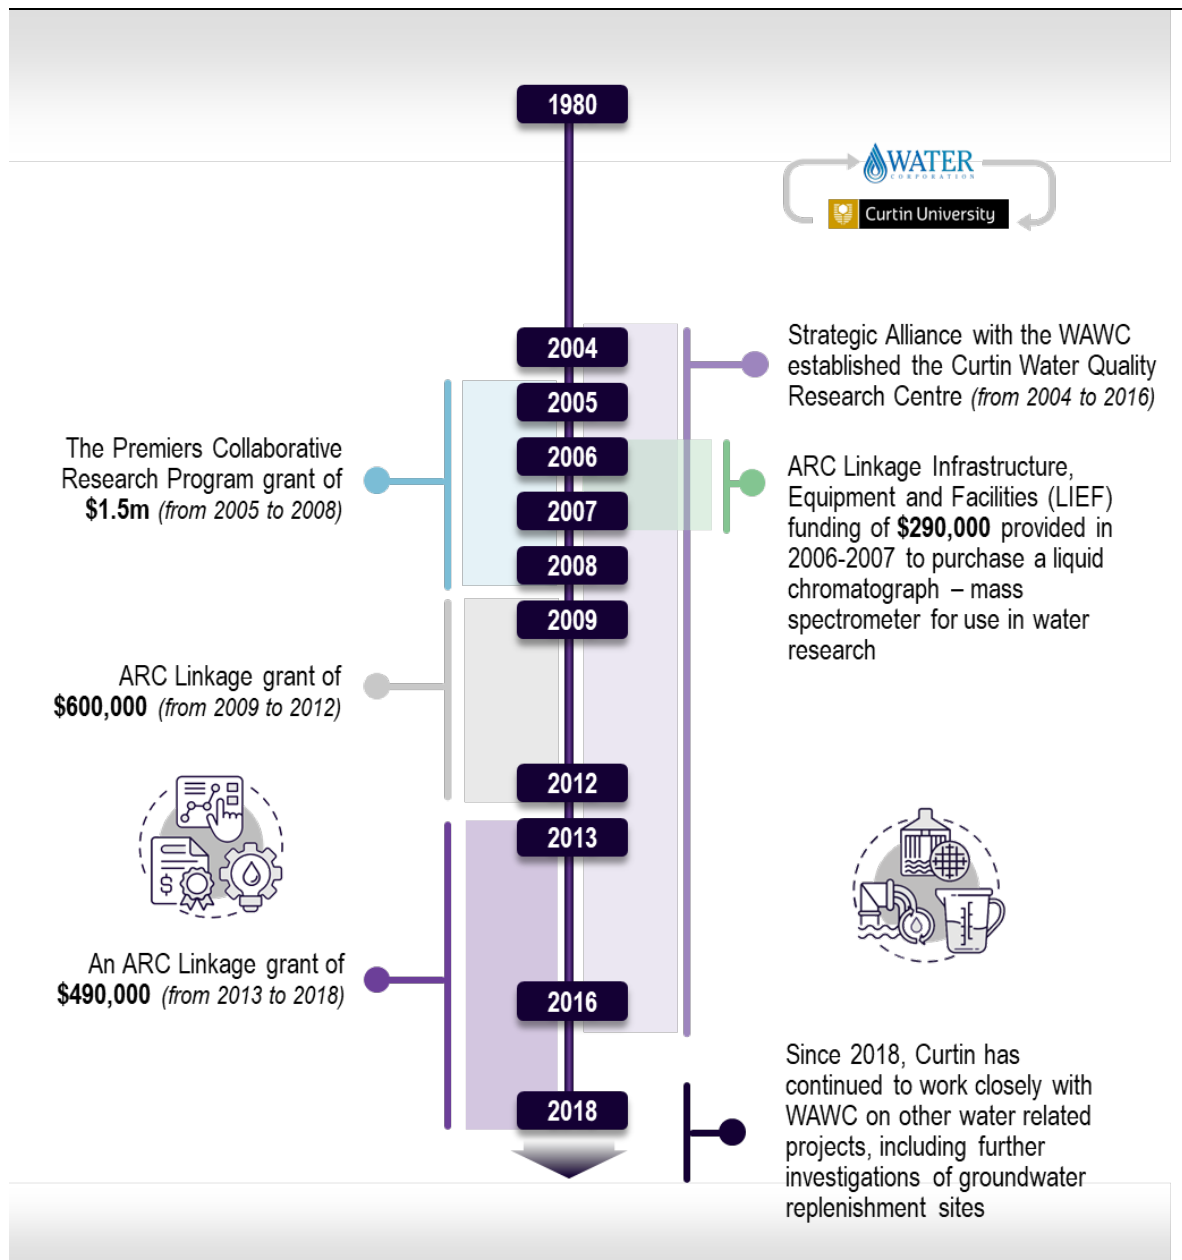 1980
WATER
CORPORATION
Curtin University
2004
Strategic Alliance with the WAWC
established the Curtin Water Quality
Research Centre (from 2004 to 2016)
2005
The Premiers Collaborative
Research Program grant of
$1.5m (from 2005 to 2008)
2006
ARC Linkage Infrastructure,
Equipment and Facilities (LIEF)
funding of $290,000 provided in
2006-2007 to purchase a liquid
chromatograph – mass
spectrometer for use in water
research
2007
2008
2009
ARC Linkage grant of
$600,000 (from 2009 to 2012)
2012
2013
$
An ARC Linkage grant of
$490,000 (from 2013 to 2018)
2016
2018
Since 2018, Curtin has
continued to work closely with
WAWC on other water related
projects, including further
investigations of groundwater
replenishment sites